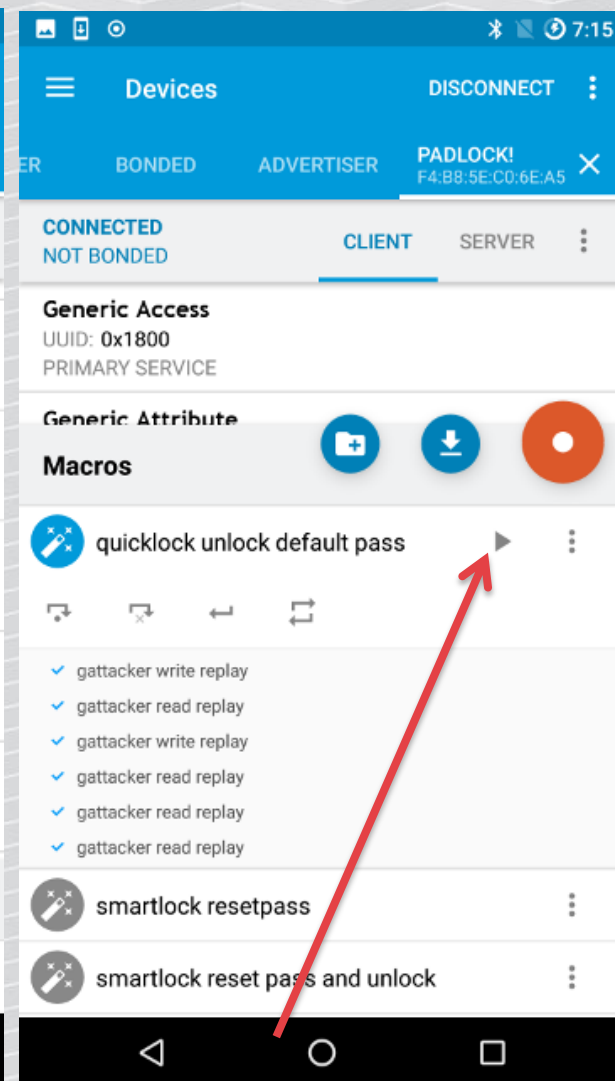 7:15
Devices
DISCONNECT
ER
BONDED
ADVERTISER
PADLOCK!
F4:B8:5E:C0:6E:A5
CONNECTED
NOT BONDED
CLIENT
SERVER
Generic Access
UUID: 0x1800
PRIMARY SERVICE
Generic Attribute
Macros
quicklock unlock default pass
gattacker write replay
gattacker read replay
gattacker write replay
gattacker read replay
gattacker read replay
gattacker read replay
smartlock resetpass
smartlock reset pass and unlock